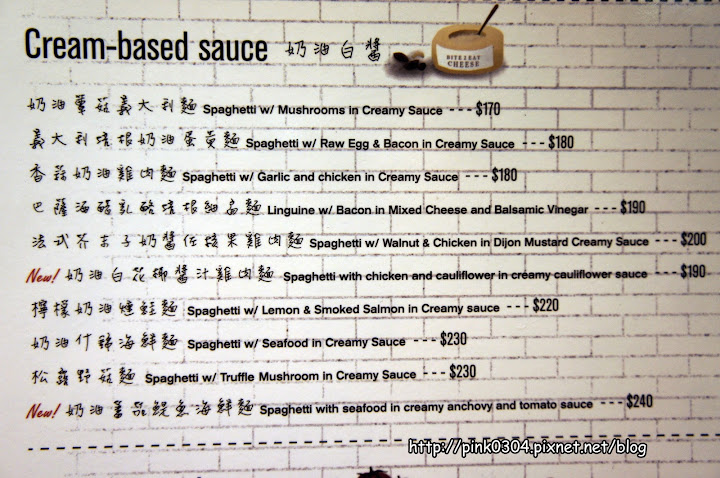 Cream-based sauce 奶油白醬
BITE 2 EAT
CHEESE
奶油蘑菇義大利麵 Spaghetti w/ Mushrooms in Creamy Sauce --- $170
義大利培根奶油蛋黃麵 Spaghetti w/ Raw Egg & Bacon in Creamy Sauce --- $180
香蒜奶油雞肉麵 Spaghetti w/ Garlic and chicken in Creamy Sauce --- $180
巴薩海醋乳酪培根細扁麵 Linguine w/ Bacon in Mixed Cheese and Balsamic Vinegar --- $190
法式芥末子奶醬佐核果雞肉麵 Spaghetti w/ Walnut & Chicken in Dijon Mustard Creamy Sauce --- $200
New! 奶油白花椰醬汁雞肉麵 Spaghetti with chicken and cauliflower in creamy cauliflower sauce --- $190
檸檬奶油燻鮭麵 Spaghetti w/ Lemon & Smoked Salmon in Creamy sauce --- $220
奶油什錦海鮮麵 Spaghetti w/ Seafood in Creamy Sauce --- $230
松露野菇麵 Spaghetti w/ Truffle Mushroom in Creamy Sauce --- $230
New! 奶油蕃茄鯷魚海鮮麵 Spaghetti with seafood in creamy anchovy and tomato sauce --- $240
http://pink0304.pixnet.net/blog